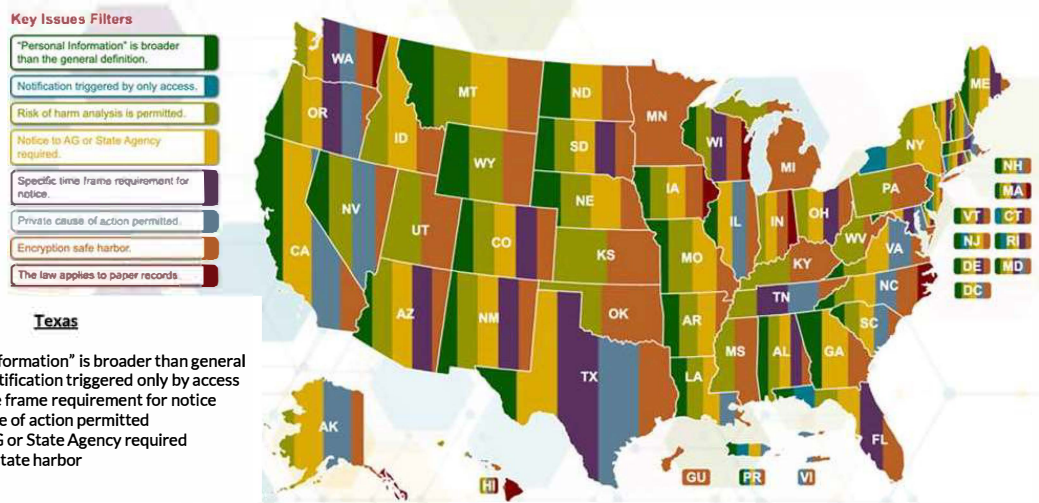 Key Issues Filters
"Personal Information" is broader
than the general definition.
Notification triggered by only access.
Risk of harm analysis is permitted.
Notice to AG or State Agency
required.
Specific time frame requirement for
notice.
Private cause of action permitted.
Encryption safe harbor.
The law applies to paper records
Texas
formation" is broader than general
tification triggered only by access
e frame requirement for notice
e of action permitted
G or State Agency required
tate harbor
WA
MT
ND
MN
ME
OR
ID
WY
SD
WI
MI
NY
NH
MA
NV
UT
CO
NE
IA
IL
IN
OH
PA
VT
CT
CA
KS
MO
KY
WV
VA
NJ
RI
DE
MD
DC
AZ
NM
OK
AR
TN
NC
SC
TX
LA
MS
AL
GA
FL
AK
HI
GU
PR
VI